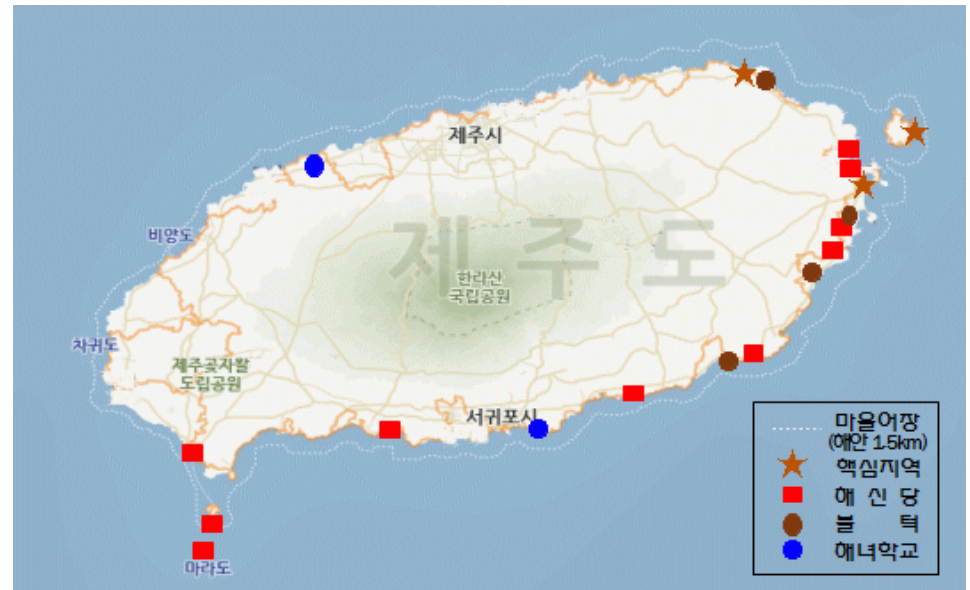 제주시
비양도
제 주 도
한라산
국립공원
차귀도
제주곶자왈
도립공원
서귀포시
마라도
마을어장
(해안 1.5km)
핵심지역
해 신 당
불 턱
해녀학교